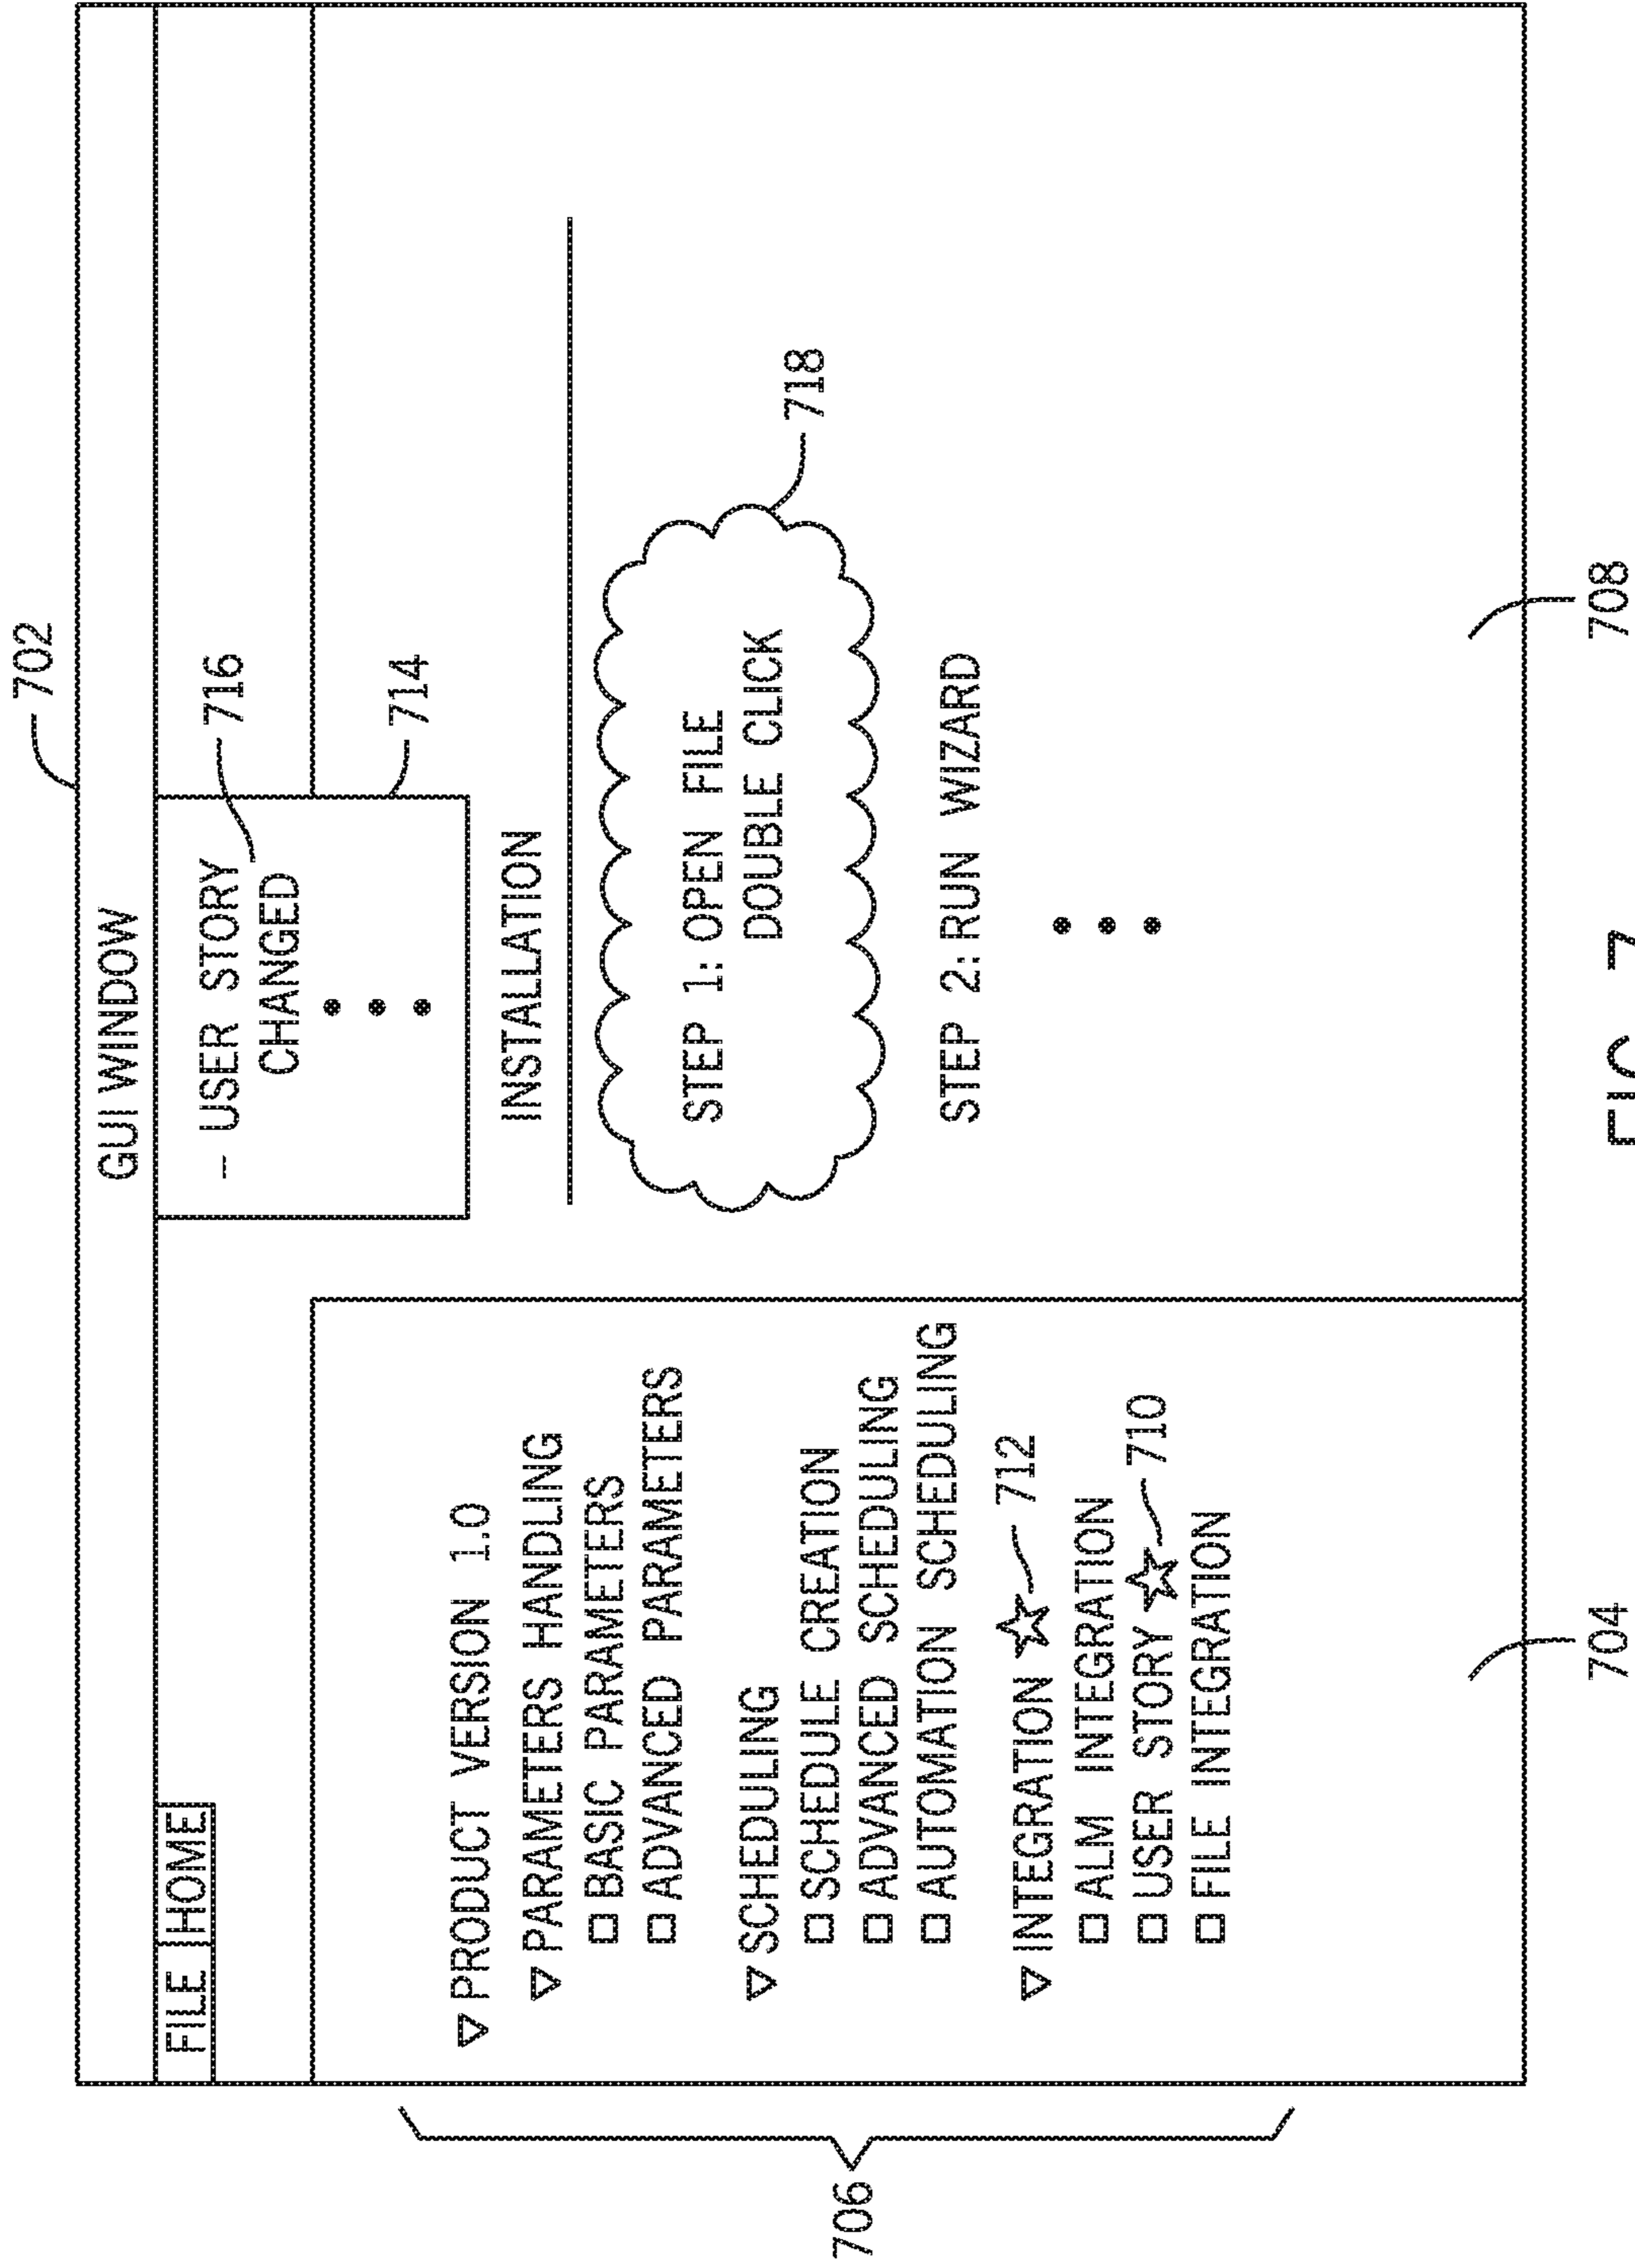 702
GUI WINDOW
FILE HOME
- USER STORY
CHANGED
716
714
PRODUCT VERSION 1.0
PARAMETERS HANDLING
BASIC PARAMETERS
ADVANCED PARAMETERS
SCHEDULING
SCHEDULE CREATION
ADVANCED SCHEDULING
AUTOMATION SCHEDULING
INTEGRATION 712
ALM INTEGRATION
USER STORY 710
FILE INTEGRATION
706
INSTALLATION
STEP 1: OPEN FILE
DOUBLE CLICK
718
STEP 2: RUN WIZARD
704
708